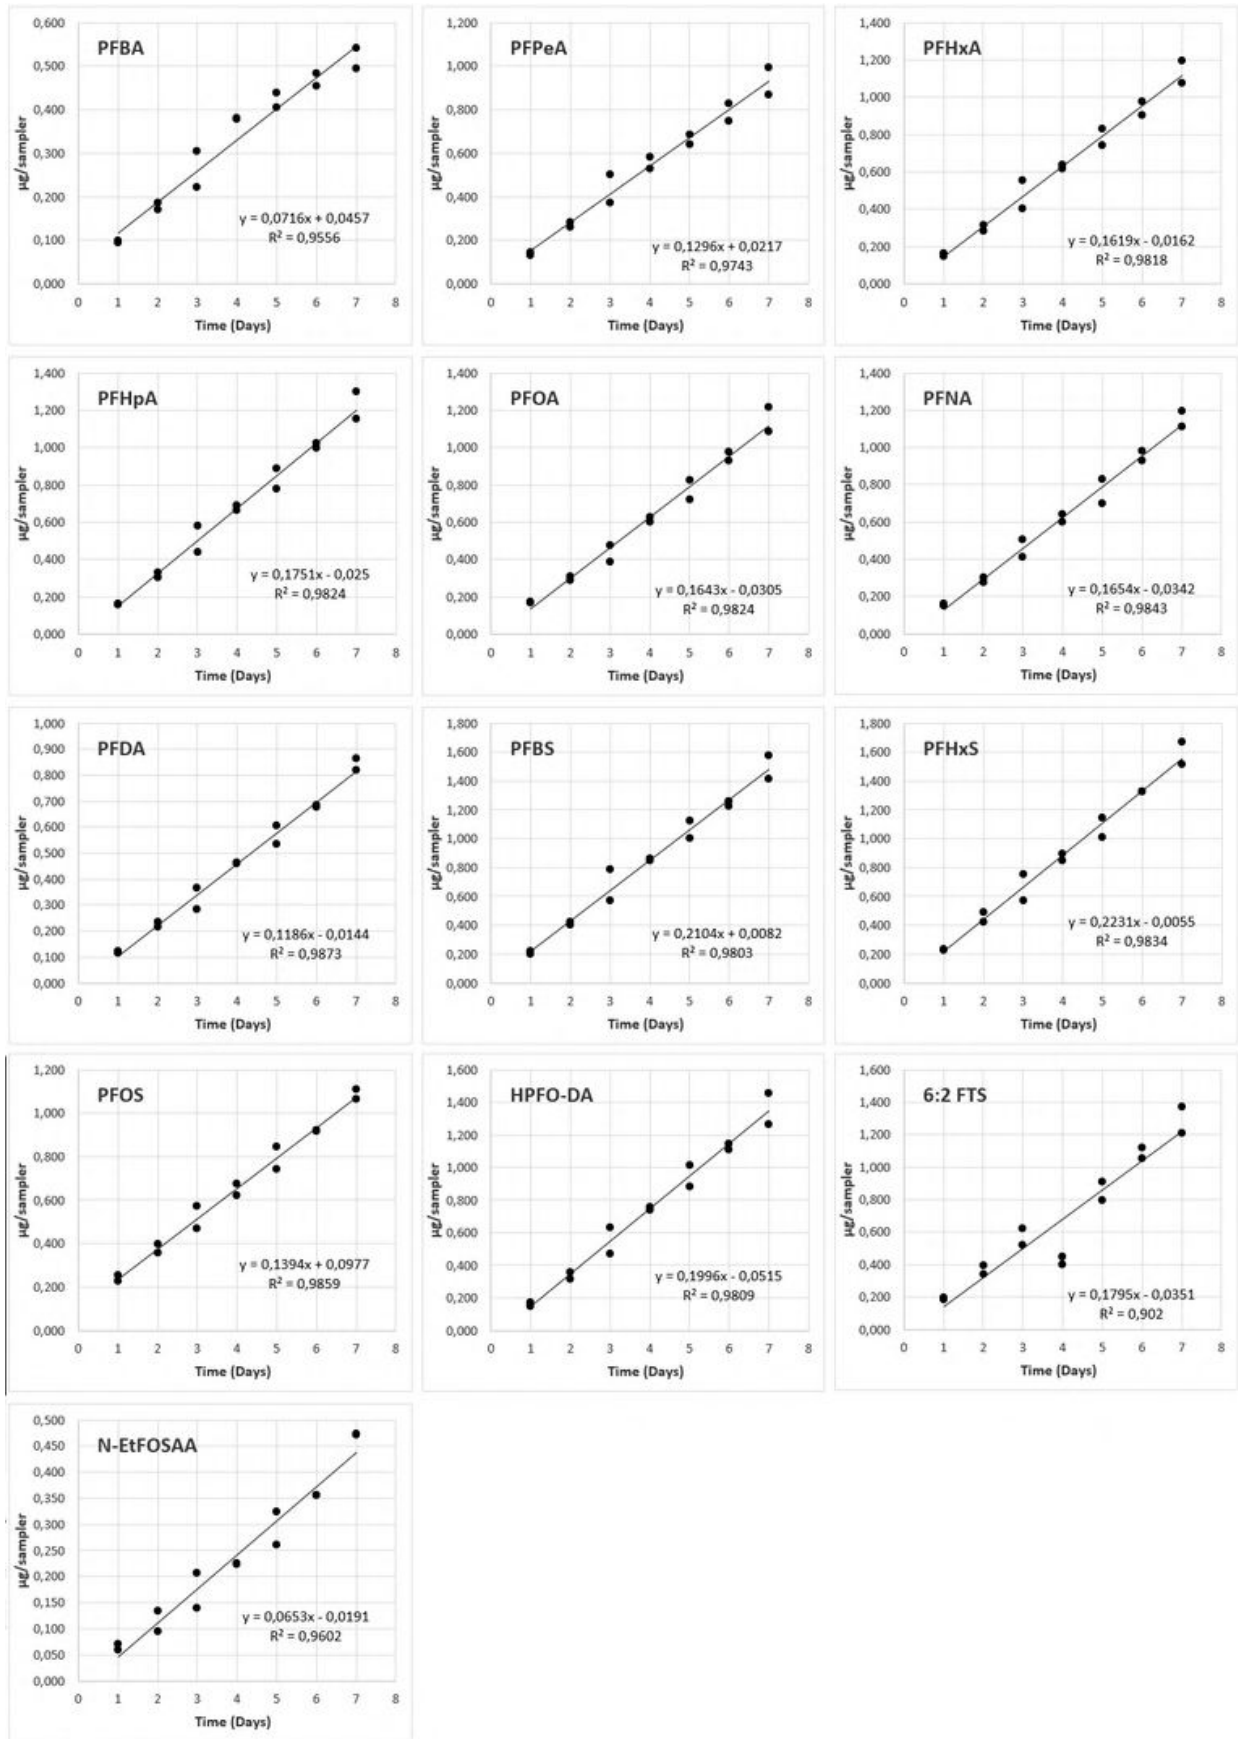 PFBA
0,600
0,500
0,400
0,300
0,200
0,100
0,000
µg/sampler
y = 0,0716x + 0,0457
R² = 0,9556
0 1 2 3 4 5 6 7 8
Time (Days)
PFPeA
1,200
1,000
0,800
0,600
0,400
0,200
0,000
µg/sampler
y = 0,1296x + 0,0217
R² = 0,9743
0 1 2 3 4 5 6 7 8
Time (Days)
PFHxA
1,400
1,200
1,000
0,800
0,600
0,400
0,200
0,000
µg/sampler
y = 0,1619x - 0,0162
R² = 0,9818
0 1 2 3 4 5 6 7 8
Time (Days)
PFHpA
1,400
1,200
1,000
0,800
0,600
0,400
0,200
0,000
µg/sampler
y = 0,1751x - 0,025
R² = 0,9824
0 1 2 3 4 5 6 7 8
Time (Days)
PFOA
1,400
1,200
1,000
0,800
0,600
0,400
0,200
0,000
µg/sampler
y = 0,1643x - 0,0305
R² = 0,9824
0 1 2 3 4 5 6 7 8
Time (Days)
PFNA
1,400
1,200
1,000
0,800
0,600
0,400
0,200
0,000
µg/sampler
y = 0,1654x - 0,0342
R² = 0,9843
0 1 2 3 4 5 6 7 8
Time (Days)
PFDA
1,000
0,900
0,800
0,700
0,600
0,500
0,400
0,300
0,200
0,100
0,000
µg/sampler
y = 0,1186x - 0,0144
R² = 0,9873
0 1 2 3 4 5 6 7 8
Time (Days)
PFBS
1,800
1,600
1,400
1,200
1,000
0,800
0,600
0,400
0,200
0,000
µg/sampler
y = 0,2104x + 0,0082
R² = 0,9803
0 1 2 3 4 5 6 7 8
Time (Days)
PFHxS
1,800
1,600
1,400
1,200
1,000
0,800
0,600
0,400
0,200
0,000
µg/sampler
y = 0,2231x - 0,0055
R² = 0,9834
0 1 2 3 4 5 6 7 8
Time (Days)
PFOS
1,200
1,000
0,800
0,600
0,400
0,200
0,000
µg/sampler
y = 0,1394x + 0,0977
R² = 0,9859
0 1 2 3 4 5 6 7 8
Time (Days)
HPFO-DA
1,600
1,400
1,200
1,000
0,800
0,600
0,400
0,200
0,000
µg/sampler
y = 0,1996x - 0,0515
R² = 0,9809
0 1 2 3 4 5 6 7 8
Time (Days)
6:2 FTS
1,600
1,400
1,200
1,000
0,800
0,600
0,400
0,200
0,000
µg/sampler
y = 0,1795x - 0,0351
R² = 0,902
0 1 2 3 4 5 6 7 8
Time (Days)
N-EtFOSAA
0,500
0,450
0,400
0,350
0,300
0,250
0,200
0,150
0,100
0,050
0,000
µg/sampler
y = 0,0653x - 0,0191
R² = 0,9602
0 1 2 3 4 5 6 7 8
Time (Days)